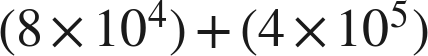 (8 × 10⁴) + (4 × 10⁵)